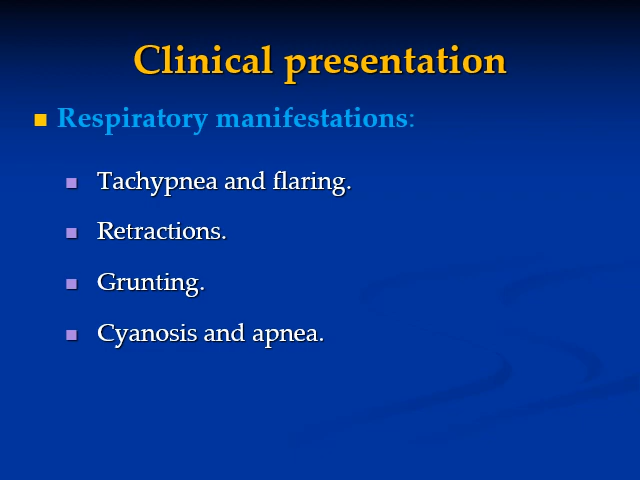 Clinical presentation
Respiratory manifestations:
Tachypnea and flaring.
Retractions.
Grunting.
Cyanosis and apnea.